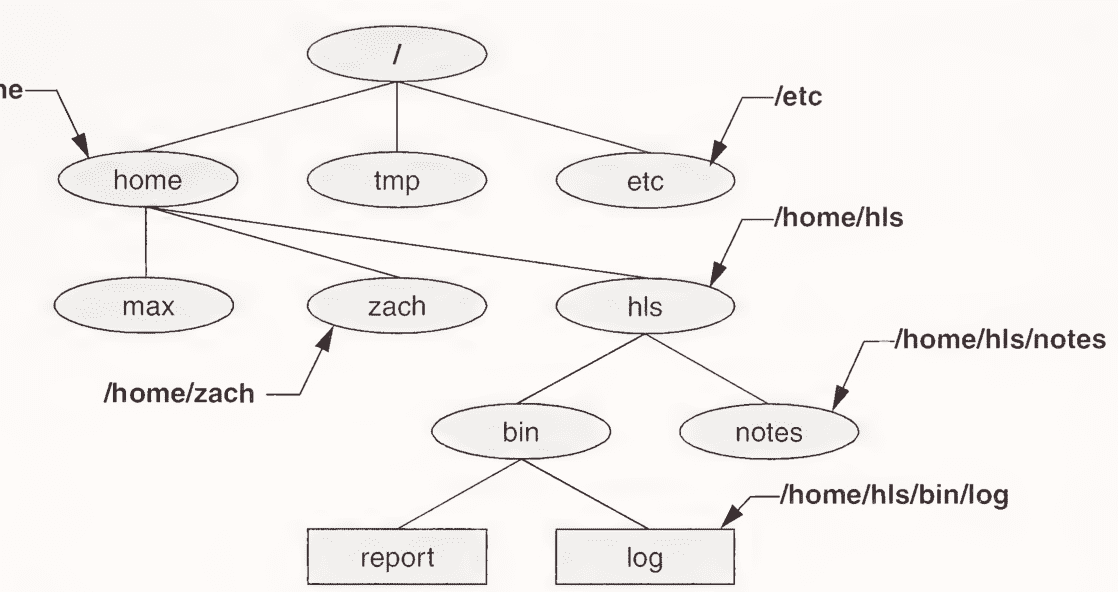 /
/etc
home
tmp
etc
/home/hls
max
zach
hls
/home/hls/notes
/home/zach
bin
notes
/home/hls/bin/log
report
log